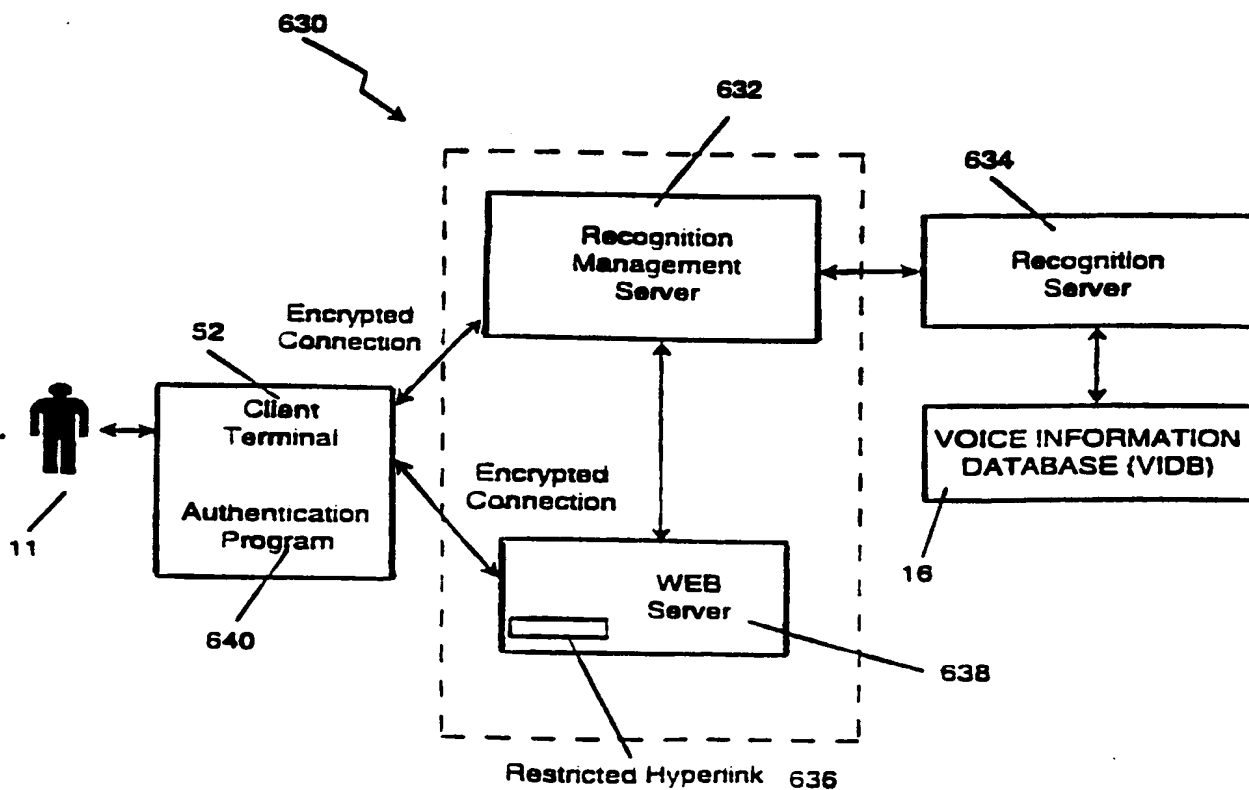 630
632
634
Recognition
Management
Server
Recognition
Server
Encrypted
Connection
52
Client
Terminal
VOICE INFORMATION
DATABASE (VIDB)
Encrypted
Connection
Authentication
Program
11
16
WEB
Server
640
638
Restricted Hyperlink 636